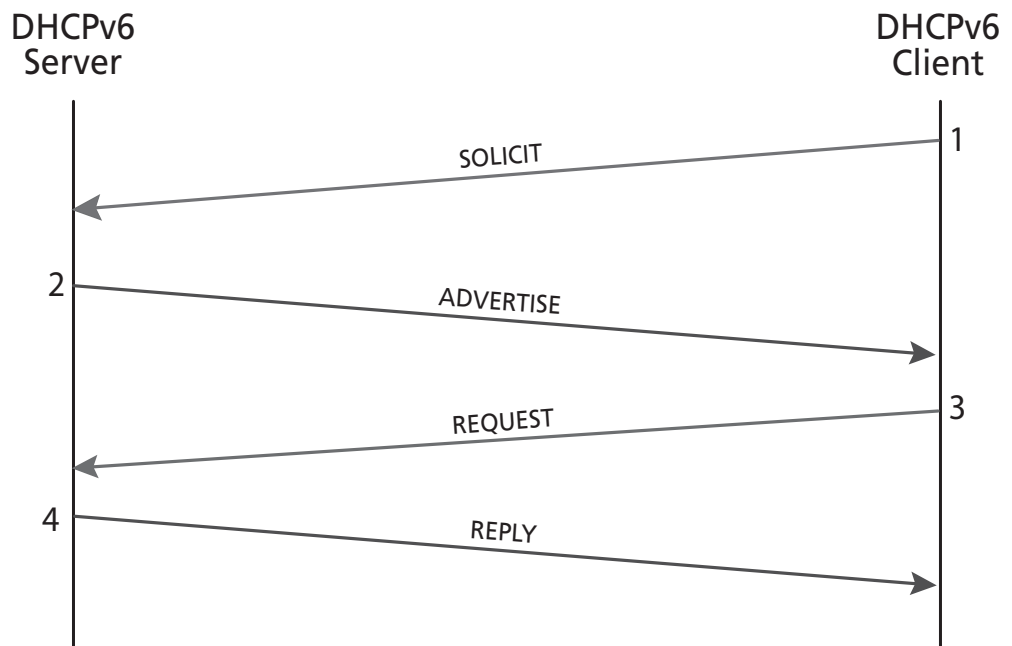 DHCPv6
Server
DHCPv6
Client
1
SOLICIT
2
ADVERTISE
3
REQUEST
4
REPLY